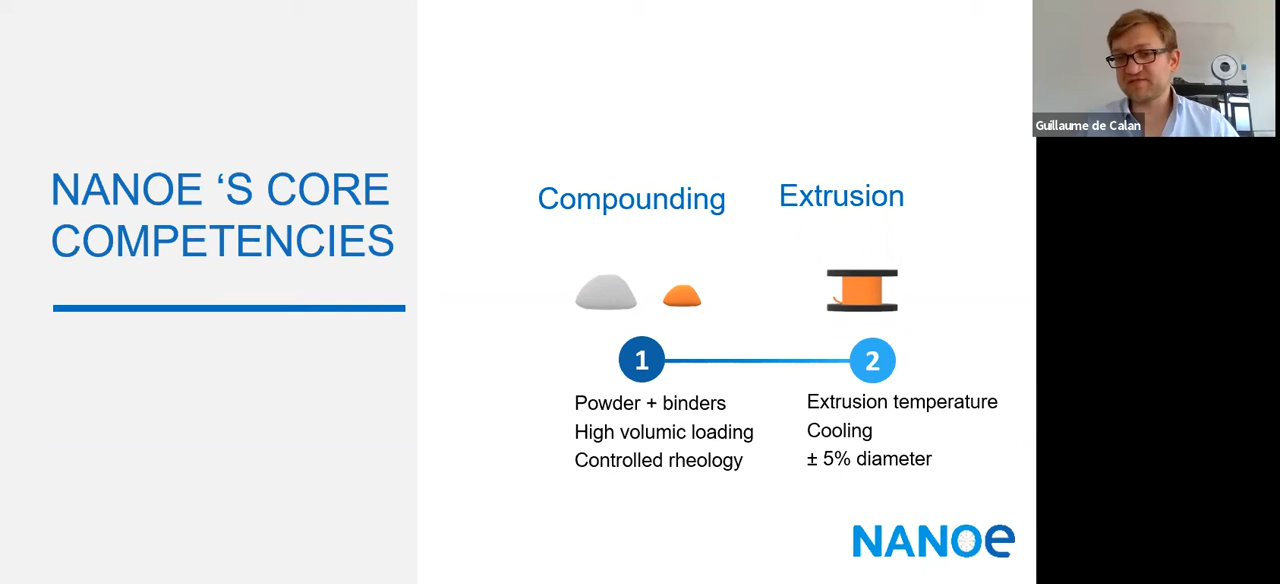 NANOE ‘S CORE
COMPETENCIES
Compounding
Extrusion
1
2
Powder + binders
High volumic loading
Controlled rheology
Extrusion temperature
Cooling
± 5% diameter
NANOe
Guillaume de Calan